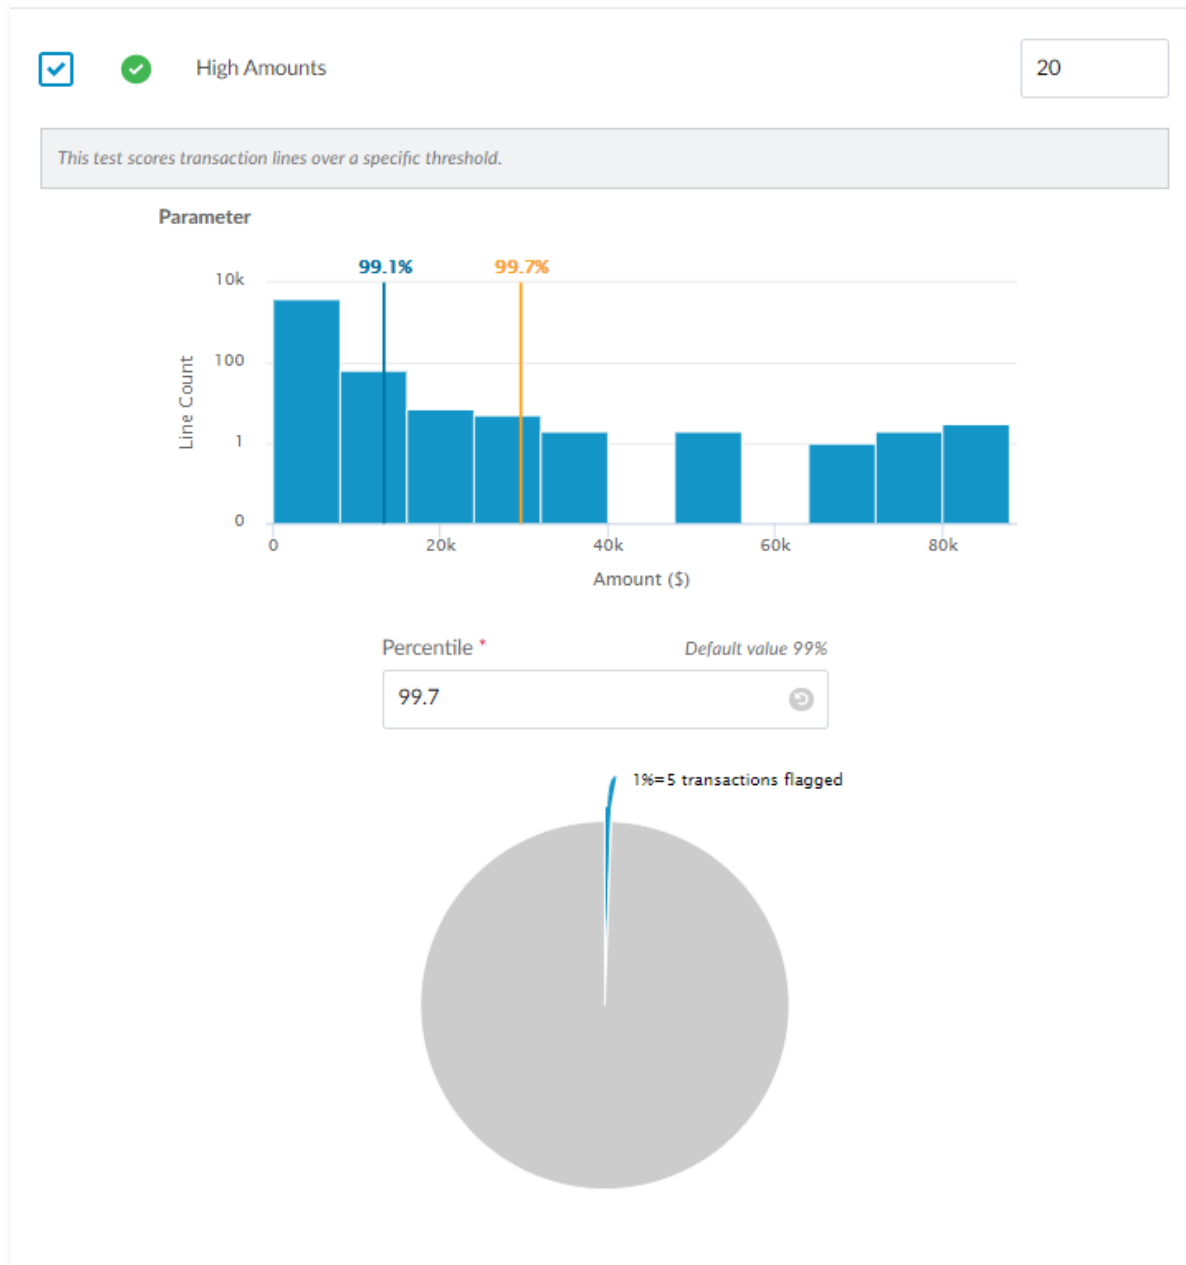 High Amounts
20
This test scores transaction lines over a specific threshold.
Parameter
99.1% 99.7%
10k
100
1
0
Line Count
0 20k 40k 60k 80k
Amount ($)
Percentile * Default value 99%
99.7
1%=5 transactions flagged